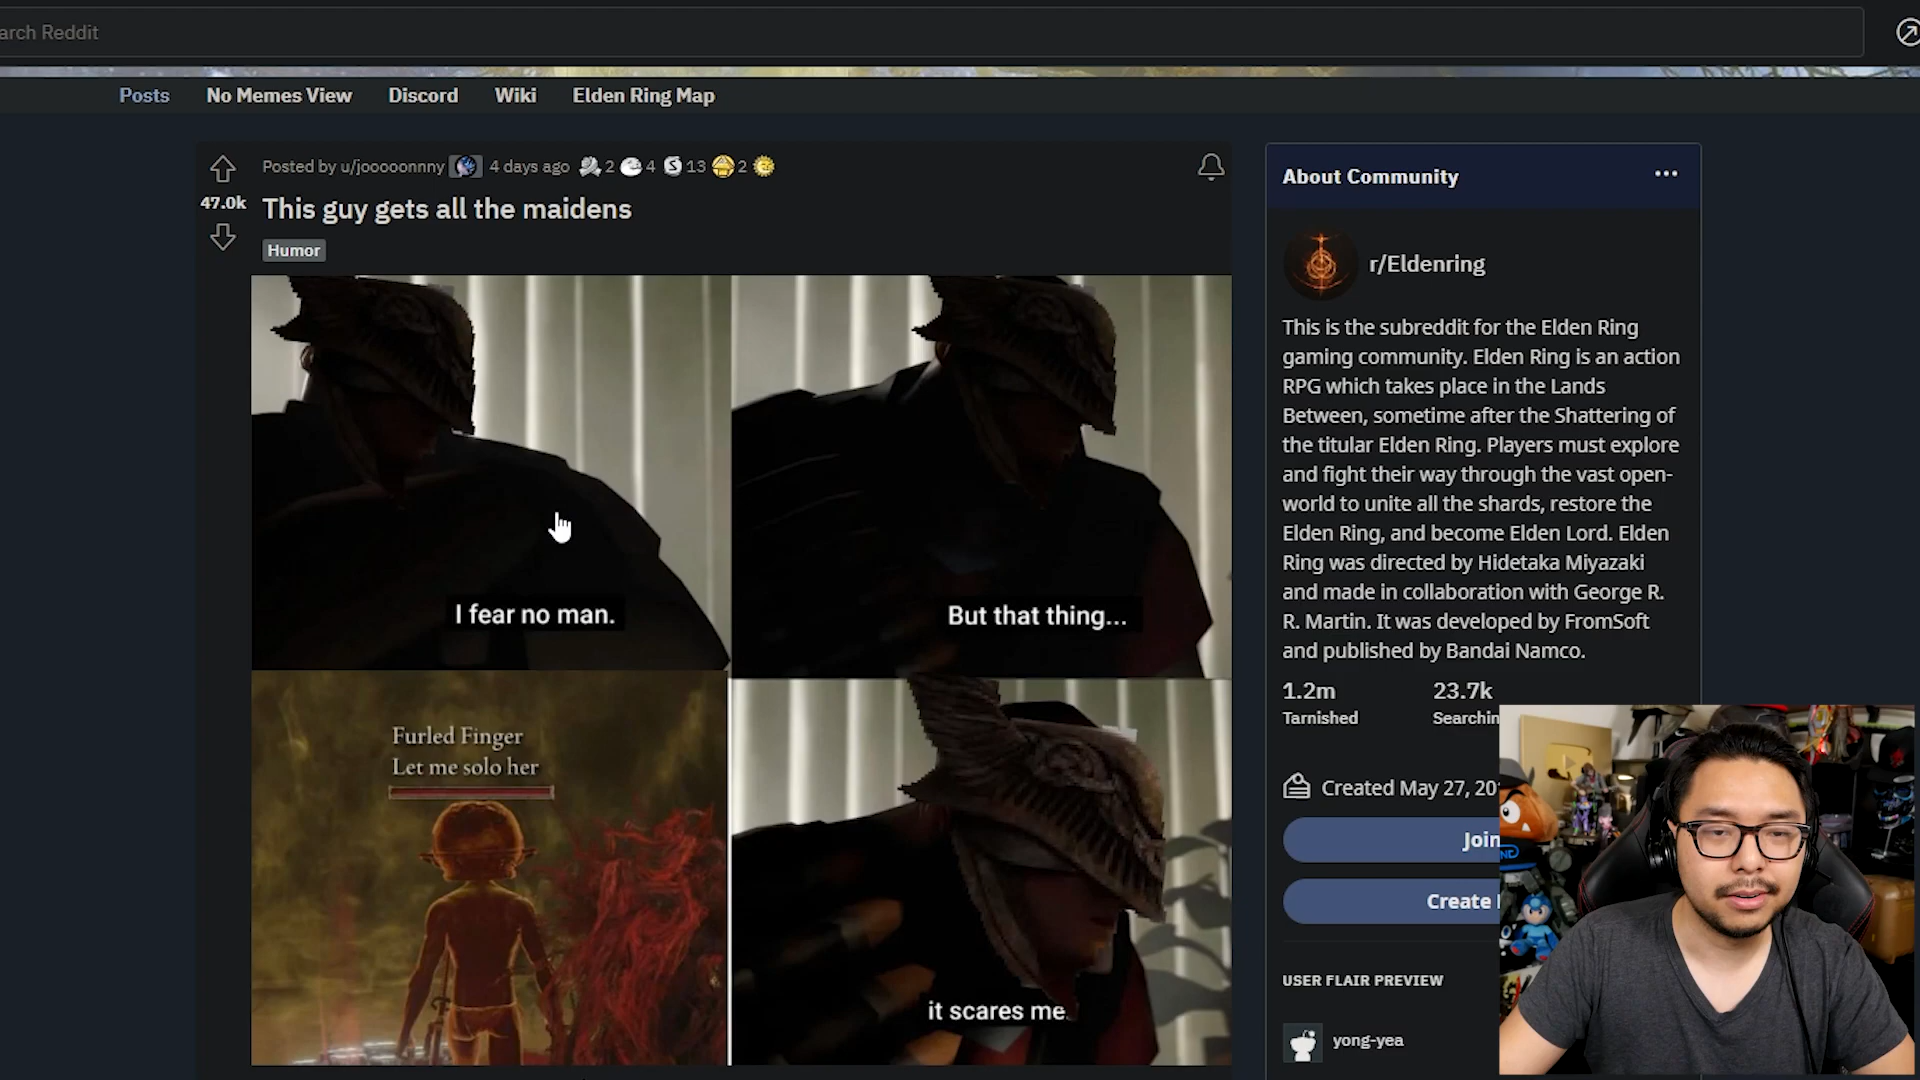 arch Reddit
Posts No Memes View Discord Wiki Elden Ring Map
Posted by u/jooooonnny 4 days ago 2 4 13 2
47.0k
This guy gets all the maidens
Humor
I fear no man.
But that thing...
Furled Finger
Let me solo her
it scares me.
About Community
r/Eldenring
This is the subreddit for the Elden Ring
gaming community. Elden Ring is an action
RPG which takes place in the Lands
Between, sometime after the Shattering of
the titular Elden Ring. Players must explore
and fight their way through the vast open-
world to unite all the shards, restore the
Elden Ring, and become Elden Lord. Elden
Ring was directed by Hidetaka Miyazaki
and made in collaboration with George R.
R. Martin. It was developed by FromSoft
and published by Bandai Namco.
1.2m 23.7k
Tarnished Searchin
Created May 27, 20
Join
Create
USER FLAIR PREVIEW
yong-yea